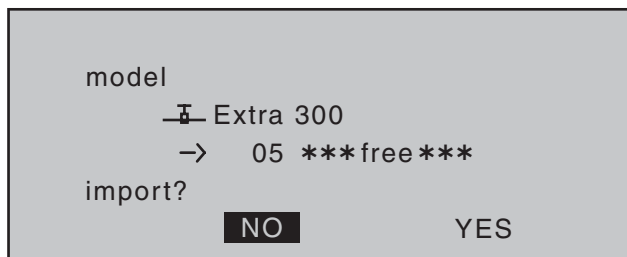 model
Extra 300
→ 05 ***free***
import?
NO YES